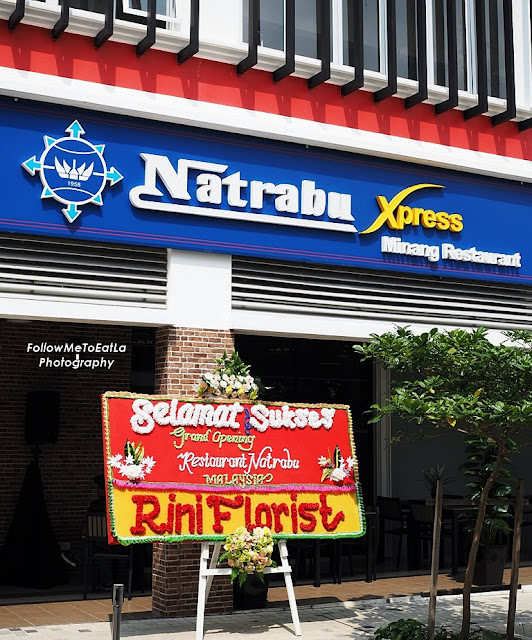 1958
Natrabu Xpress
Minang Restaurant
FollowMeToEatLa
Photography
Selamat Sukses
Grand Opening
Restaurant Natrabu
MALAYSIA
Rini Florist